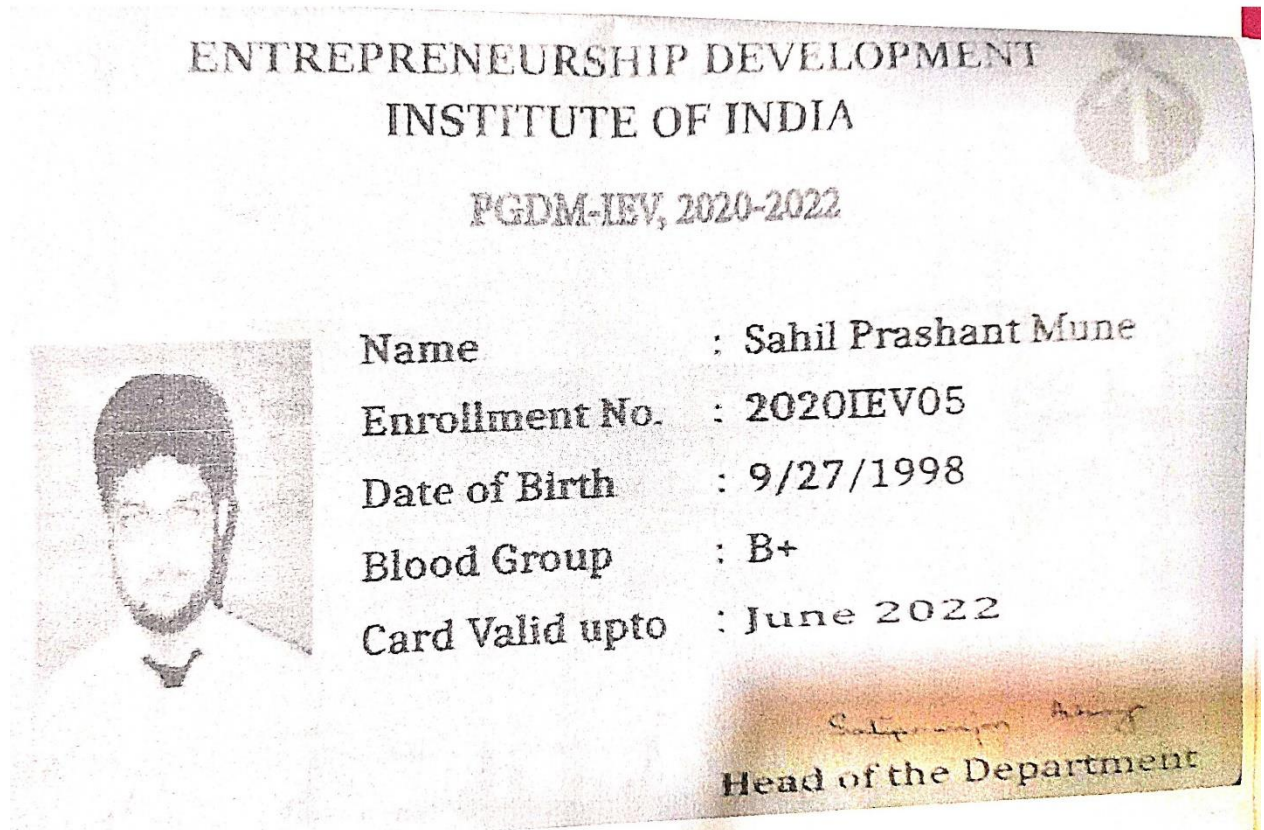 ENTREPRENEURSHIP DEVELOPMENT
INSTITUTE OF INDIA
PGDM-IEV, 2020-2022
Name : Sahil Prashant Mune
Enrollment No. : 2020IEV05
Date of Birth : 9/27/1998
Blood Group : B+
Card Valid upto : June 2022
Head of the Department